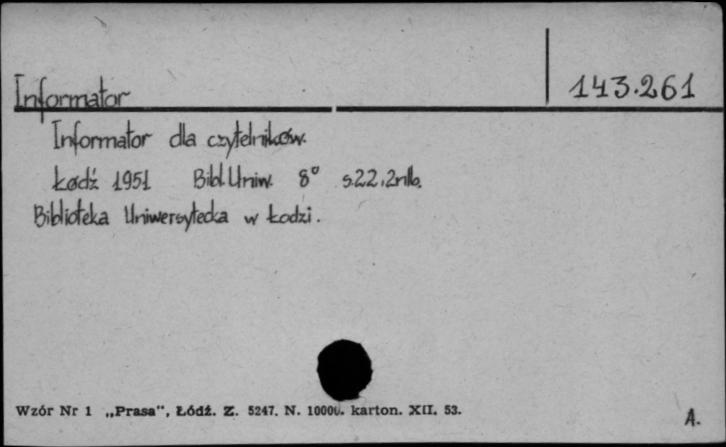 Informator
143.261
Informator dla czytelników.
Łódź 1951 Bibl. Uniw. 8° s.22,2nlb.
Biblioteka Uniwersytecka w Łodzi.
Wzór Nr 1 „Prasa”, Łódź. Z. 5247. N. 10000. karton. XII. 53.
A.